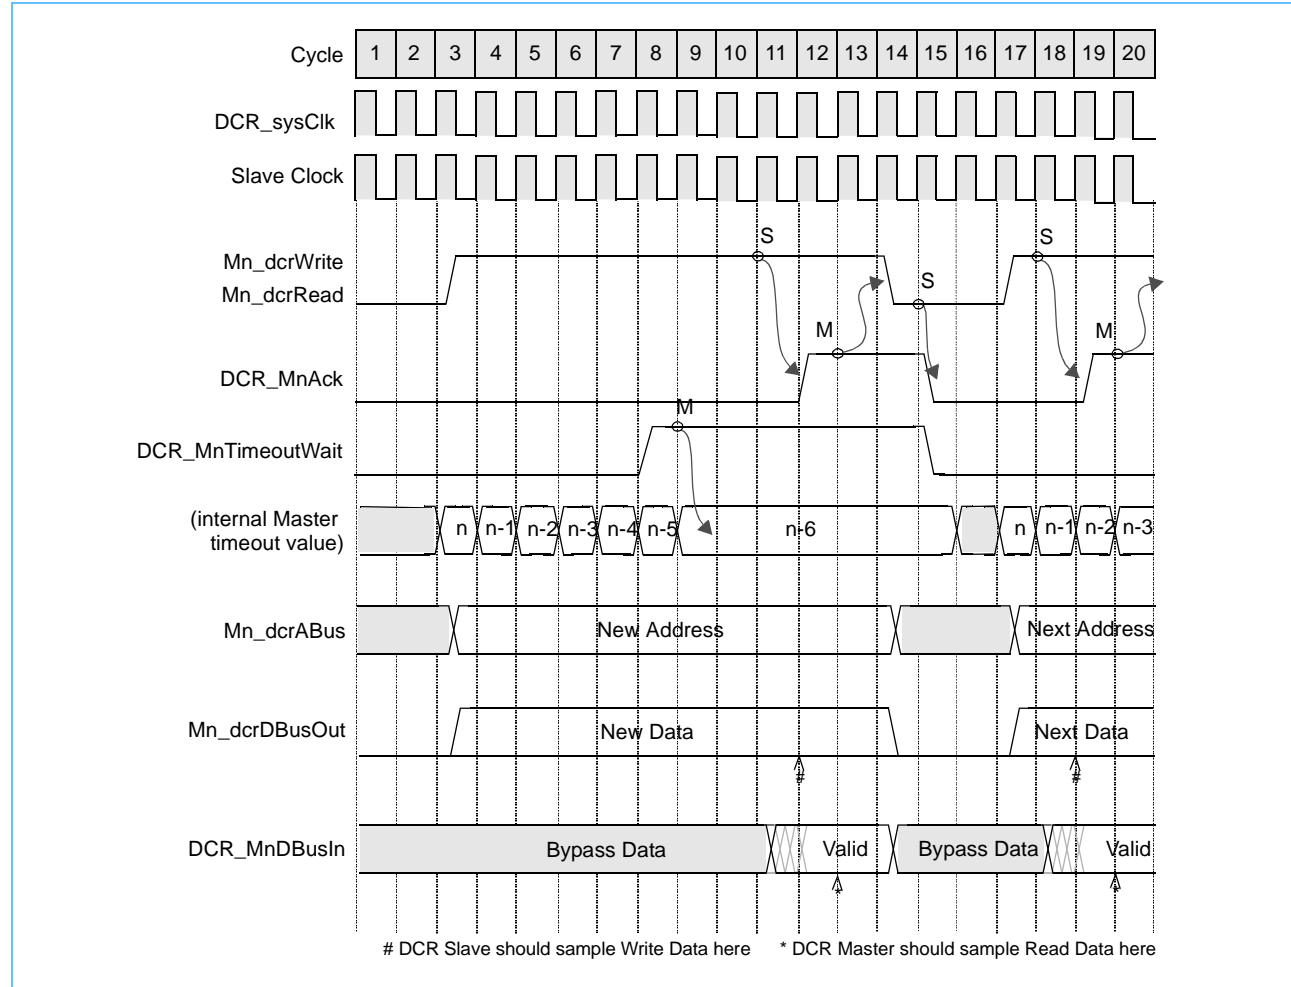 Cycle 1 2 3 4 5 6 7 8 9 10 11 12 13 14 15 16 17 18 19 20
DCR_sysClk
Slave Clock
S S
Mn_dcrWrite
Mn_dcrRead
S
M M
DCR_MnAck
M
DCR_MnTimeoutWait
(internal Master
timeout value)
n n-1 n-2 n-3 n-4 n-5 n-6 n n-1 n-2 n-3
Mn_dcrABus New Address Next Address
Mn_dcrDBusOut New Data Next Data
# #
DCR_MnDBusIn Bypass Data Valid Bypass Data Valid
* *
# DCR Slave should sample Write Data here * DCR Master should sample Read Data here